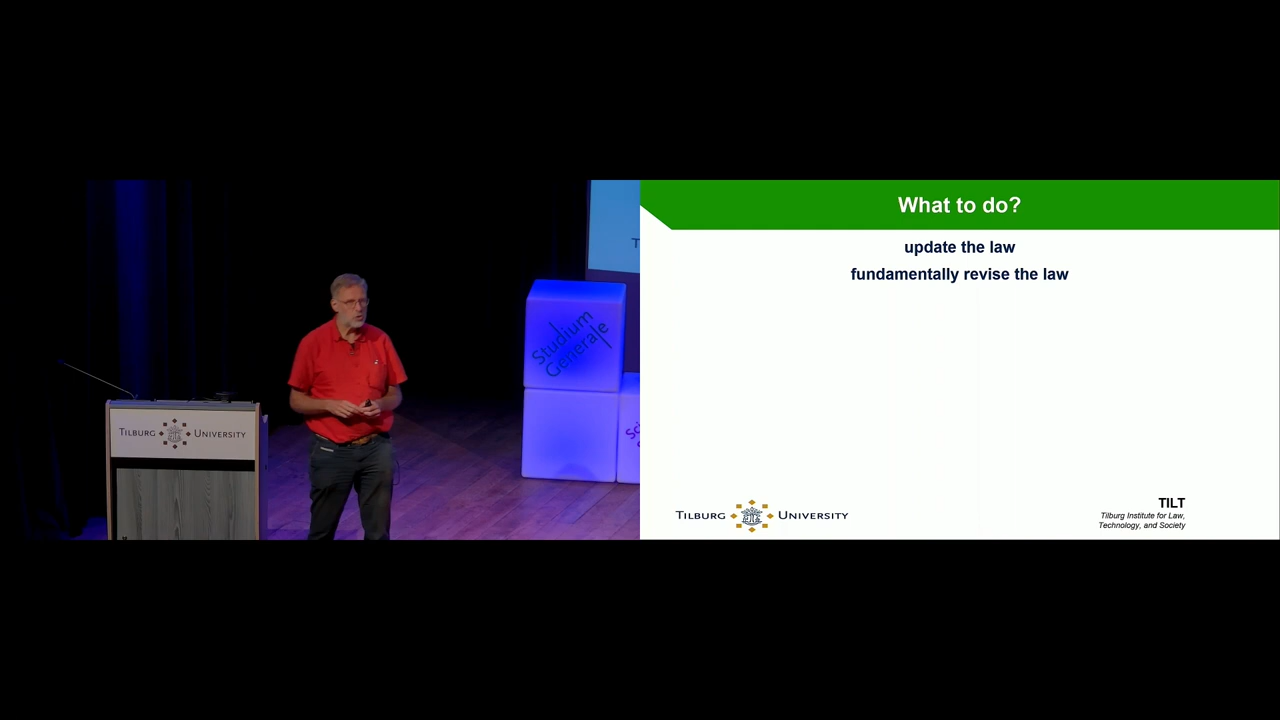 TILBURG UNIVERSITY
Studium
Generale
T
What to do?
update the law
fundamentally revise the law
TILBURG UNIVERSITY
TILT
Tilburg Institute for Law,
Technology, and Society